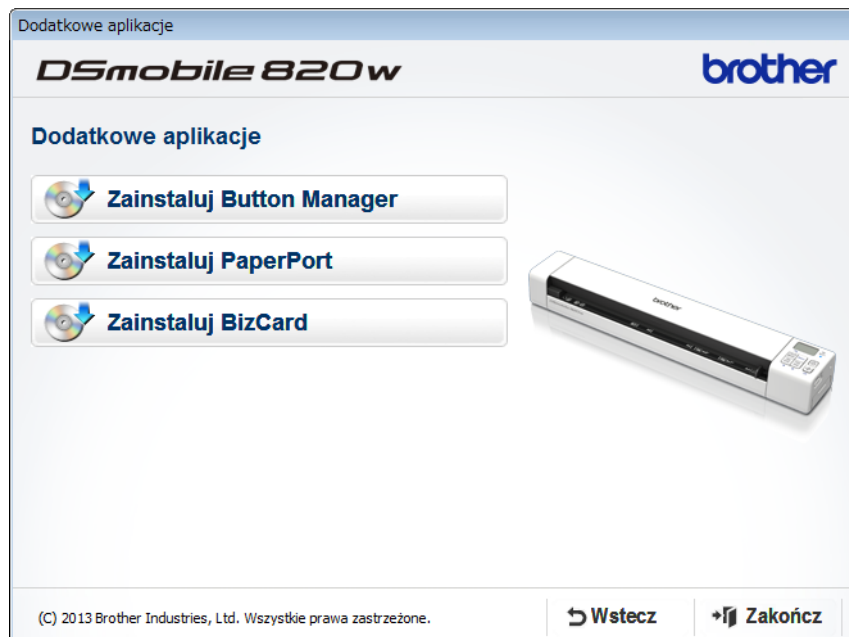 Dodatkowe aplikacje
DSmobile 820w
brother
Dodatkowe aplikacje
Zainstaluj Button Manager
Zainstaluj PaperPort
Zainstaluj BizCard
brother
(C) 2013 Brother Industries, Ltd. Wszystkie prawa zastrzeżone.
Wstecz
Zakończ